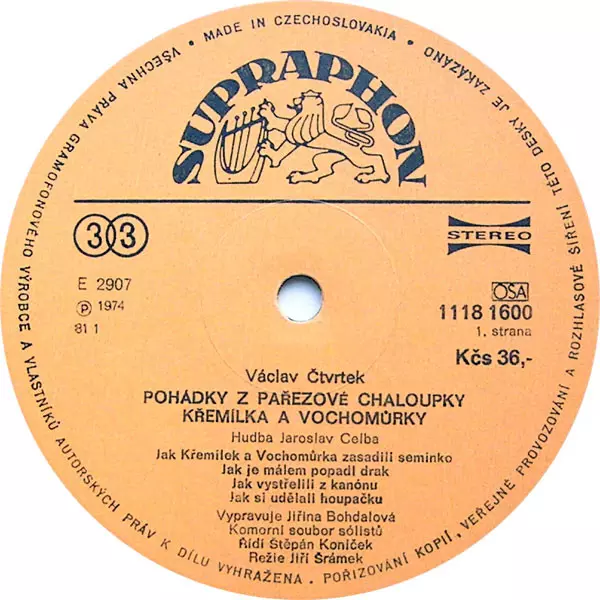 VŠECHNA PRÁVA GRAMOFONOVÉHO VÝROBCE A VLASTNÍKŮ AUTORSKÝCH PRÁV K DÍLU VYHRAŽENA . POŘIZOVÁNÍ KOPIÍ, VEŘEJNÉ PROVOZOVÁNÍ A ROZHLASOVÉ ŠÍŘENÍ TÉTO DESKY JE ZAKÁZÁNO
• MADE IN CZECHOSLOVAKIA •
SUPRAPHON
33
STEREO
E 2907
℗ 1974
81 1
OSA
1118 1600
1. strana
Kčs 36,-
Václav Čtvrtek
POHÁDKY Z PAŘEZOVÉ CHALOUPKY
KŘEMÍLKA A VOCHOMŮRKY
Hudba Jaroslav Celba
Jak Křemílek a Vochomůrka zasadili semínko
Jak je málem popadl drak
Jak vystřelili z kanónu
Jak si udělali houpačku
Vypravuje Jiřina Bohdalová
Komorní soubor sólistů
Řídí Štěpán Koníček
Režie Jiří Šrámek